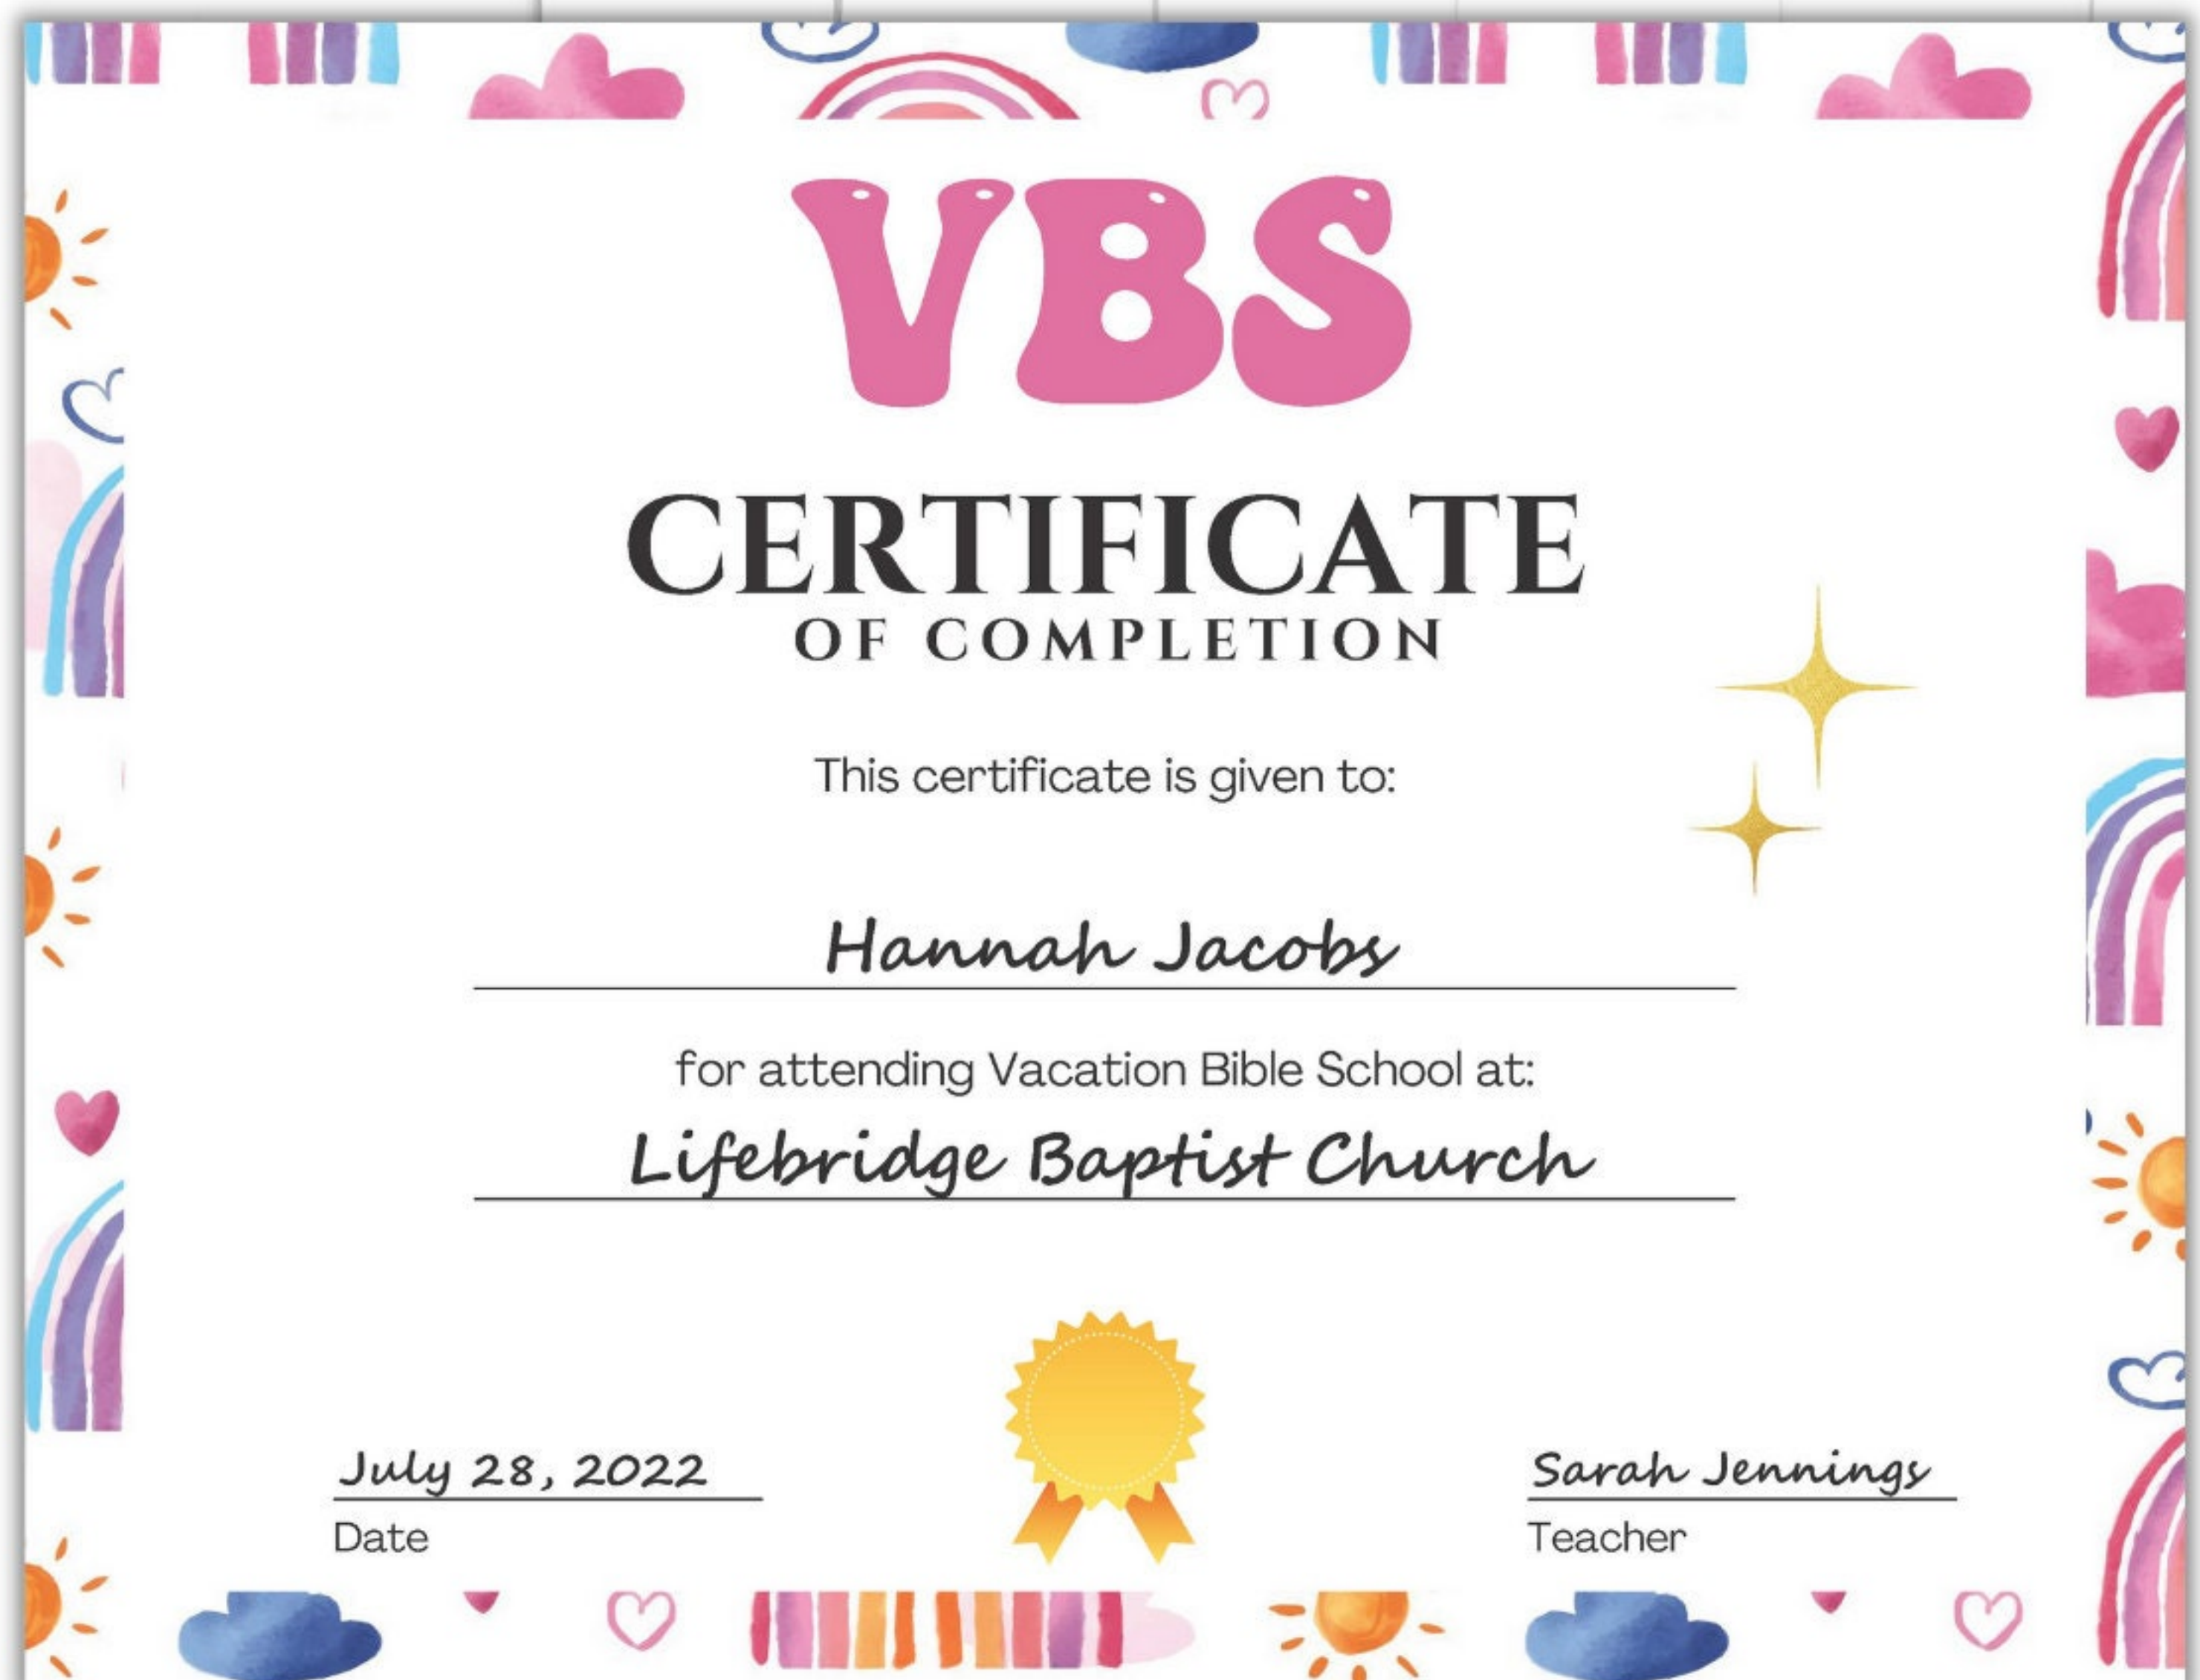 VBS
CERTIFICATE
OF COMPLETION
This certificate is given to:
Hannah Jacobs
for attending Vacation Bible School at:
Lifebridge Baptist Church
July 28, 2022
Date
Sarah Jennings
Teacher